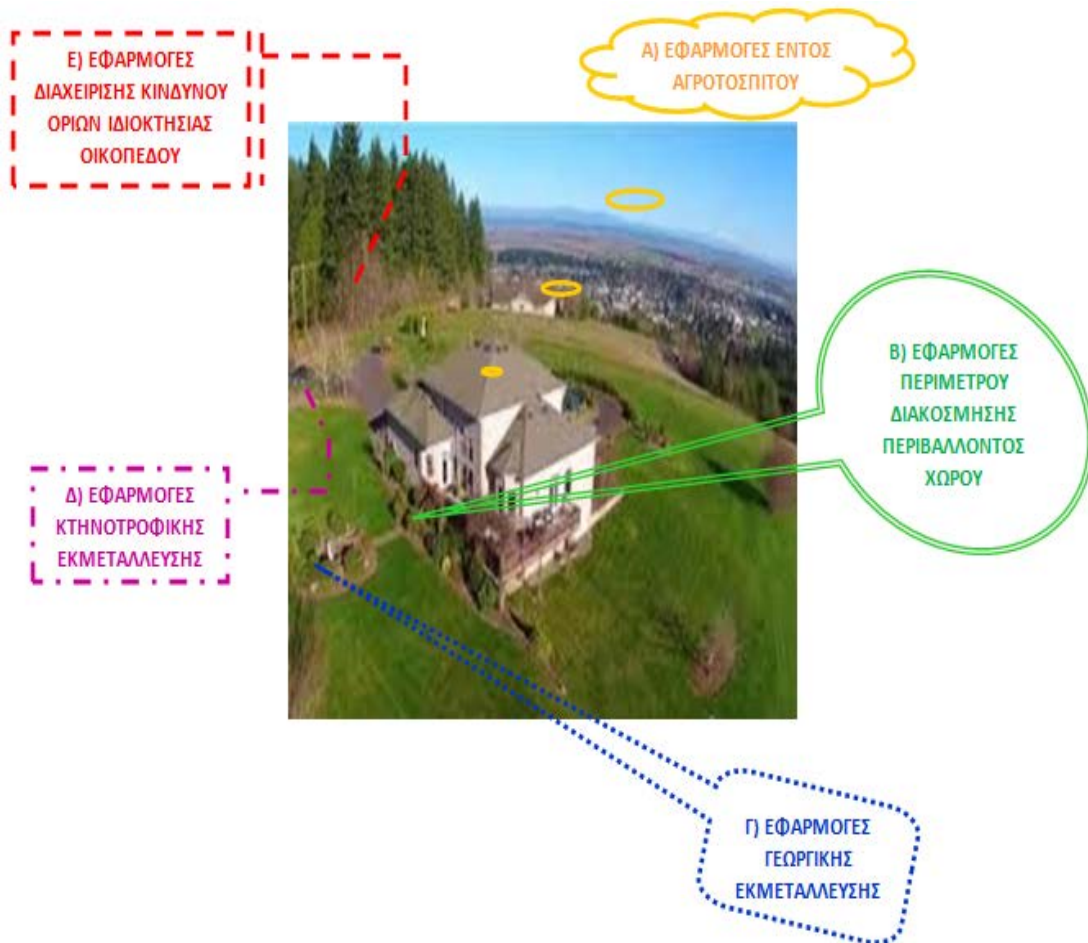 Α) ΕΦΑΡΜΟΓΕΣ ΕΝΤΟΣ
ΑΓΡΟΤΟΣΠΙΤΟΥ
Ε) ΕΦΑΡΜΟΓΕΣ
ΔΙΑΧΕΙΡΙΣΗΣ ΚΙΝΔΥΝΟΥ
ΟΡΙΩΝ ΙΔΙΟΚΤΗΣΙΑΣ
ΟΙΚΟΠΕΔΟΥ
Β) ΕΦΑΡΜΟΓΕΣ
ΠΕΡΙΜΕΤΡΟΥ
ΔΙΑΚΟΣΜΗΣΗΣ
ΠΕΡΙΒΑΛΛΟΝΤΟΣ
ΧΩΡΟΥ
Δ) ΕΦΑΡΜΟΓΕΣ
ΚΤΗΝΟΤΡΟΦΙΚΗΣ
ΕΚΜΕΤΑΛΛΕΥΣΗΣ
Γ) ΕΦΑΡΜΟΓΕΣ
ΓΕΩΡΓΙΚΗΣ
ΕΚΜΕΤΑΛΛΕΥΣΗΣ